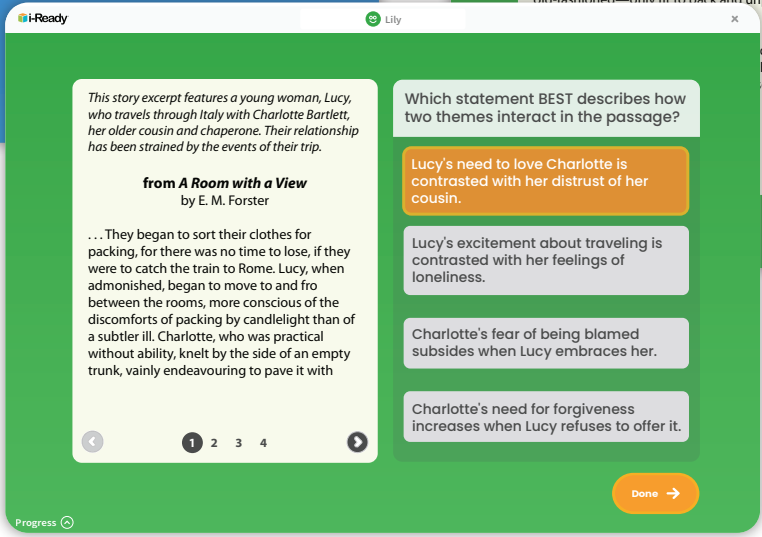 i-Ready
Lily
This story excerpt features a young woman, Lucy,
who travels through Italy with Charlotte Bartlett,
her older cousin and chaperone. Their relationship
has been strained by the events of their trip.
from A Room with a View
by E. M. Forster
. . . They began to sort their clothes for
packing, for there was no time to lose, if they
were to catch the train to Rome. Lucy, when
admonished, began to move to and fro
between the rooms, more conscious of the
discomforts of packing by candlelight than of
a subtler ill. Charlotte, who was practical
without ability, knelt by the side of an empty
trunk, vainly endeavouring to pave it with
1 2 3 4
Which statement BEST describes how
two themes interact in the passage?
Lucy's need to love Charlotte is
contrasted with her distrust of her
cousin.
Lucy's excitement about traveling is
contrasted with her feelings of
loneliness.
Charlotte's fear of being blamed
subsides when Lucy embraces her.
Charlotte's need for forgiveness
increases when Lucy refuses to offer it.
Done
Progress